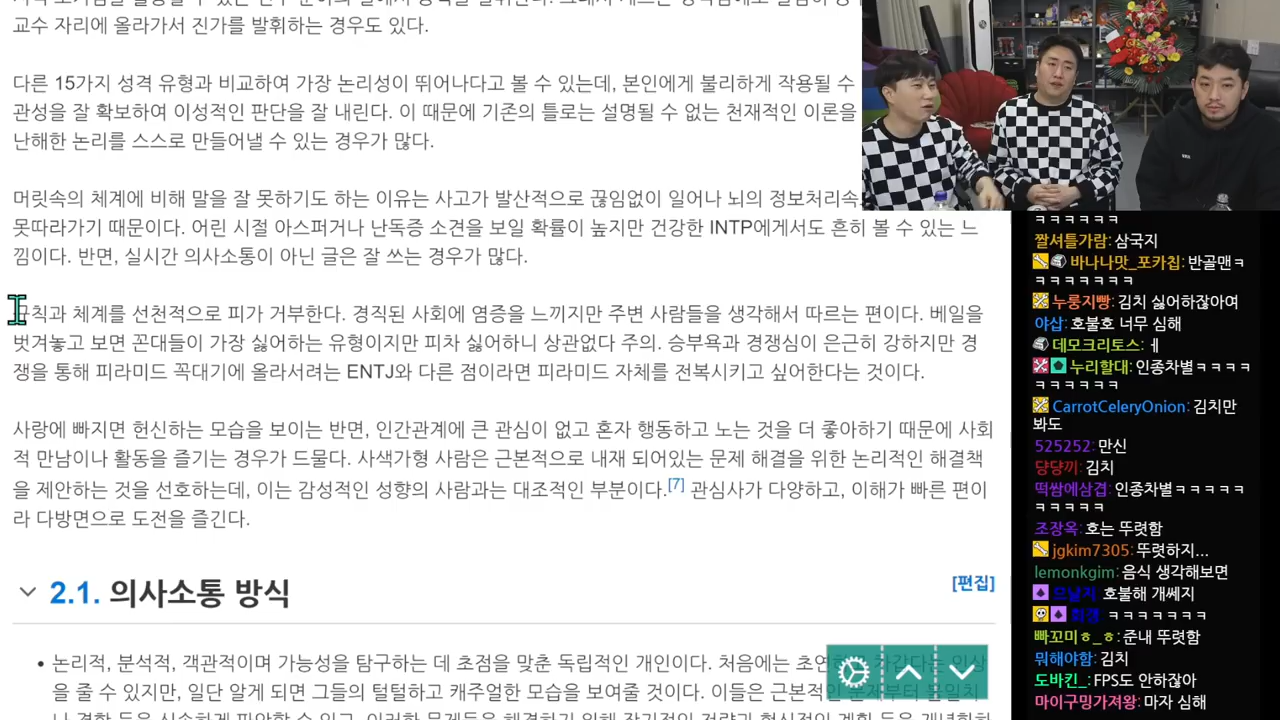 교수 자리에 올라가서 진가를 발휘하는 경우도 있다.
다른 15가지 성격 유형과 비교하여 가장 논리성이 뛰어나다고 볼 수 있는데, 본인에게 불리하게 작용될 수
관성을 잘 확보하여 이성적인 판단을 잘 내린다. 이 때문에 기존의 틀로는 설명될 수 없는 천재적인 이론을
난해한 논리를 스스로 만들어낼 수 있는 경우가 많다.
머릿속의 체계에 비해 말을 잘 못하기도 하는 이유는 사고가 발산적으로 끊임없이 일어나 뇌의 정보처리속
못따라가기 때문이다. 어린 시절 아스퍼거나 난독증 소견을 보일 확률이 높지만 건강한 INTP에게서도 흔히 볼 수 있는 느
낌이다. 반면, 실시간 의사소통이 아닌 글은 잘 쓰는 경우가 많다.
규칙과 체계를 선천적으로 피가 거부한다. 경직된 사회에 염증을 느끼지만 주변 사람들을 생각해서 따르는 편이다. 베일을
벗겨놓고 보면 꼰대들이 가장 싫어하는 유형이지만 피차 싫어하니 상관없다 주의. 승부욕과 경쟁심이 은근히 강하지만 경
쟁을 통해 피라미드 꼭대기에 올라서려는 ENTJ와 다른 점이라면 피라미드 자체를 전복시키고 싶어한다는 것이다.
사랑에 빠지면 헌신하는 모습을 보이는 반면, 인간관계에 큰 관심이 없고 혼자 행동하고 노는 것을 더 좋아하기 때문에 사회
적 만남이나 활동을 즐기는 경우가 드물다. 사색가형 사람은 근본적으로 내재 되어있는 문제 해결을 위한 논리적인 해결책
을 제안하는 것을 선호하는데, 이는 감성적인 성향의 사람과는 대조적인 부분이다.[7] 관심사가 다양하고, 이해가 빠른 편이
라 다방면으로 도전을 즐긴다.
2.1. 의사소통 방식 [편집]
• 논리적, 분석적, 객관적이며 가능성을 탐구하는 데 초점을 맞춘 독립적인 개인이다. 처음에는 초연하고 차갑다는 인상
을 줄 수 있지만, 일단 알게 되면 그들의 털털하고 캐주얼한 모습을 보여줄 것이다. 이들은 근본적인 문제부터 불일치
ㅋㅋㅋㅋㅋㅋ
짤셔틀가람: 삼국지
바나나맛_포카칩: 반골맨ㅋ
ㅋㅋㅋㅋㅋㅋㅋ
누룽지빵: 김치 싫어하잖아여
야삽: 호불호 너무 심해
데모크리토스: ㅔ
누리할대: 인종차별ㅋㅋㅋㅋ
ㅋㅋㅋㅋㅋㅋ
CarrotCeleryOnion: 김치만
봐도
525252: 만신
댱댱끼: 김치
떡쌈에삼겹: 인종차별ㅋㅋㅋㅋㅋ
ㅋㅋㅋㅋㅋ
조장옥: 호는 뚜렷함
jgkim7305: 뚜렷하지...
lemonkgim: 음식 생각해보면
호불해 개쎄지
ㅋㅋㅋㅋㅋㅋㅋ
빠꼬미ㅎ_ㅎ: 준내 뚜렷함
뭐해야함: 김치
도바킨_: FPS도 안하잖아
마이구밍가져왕: 마자 심해